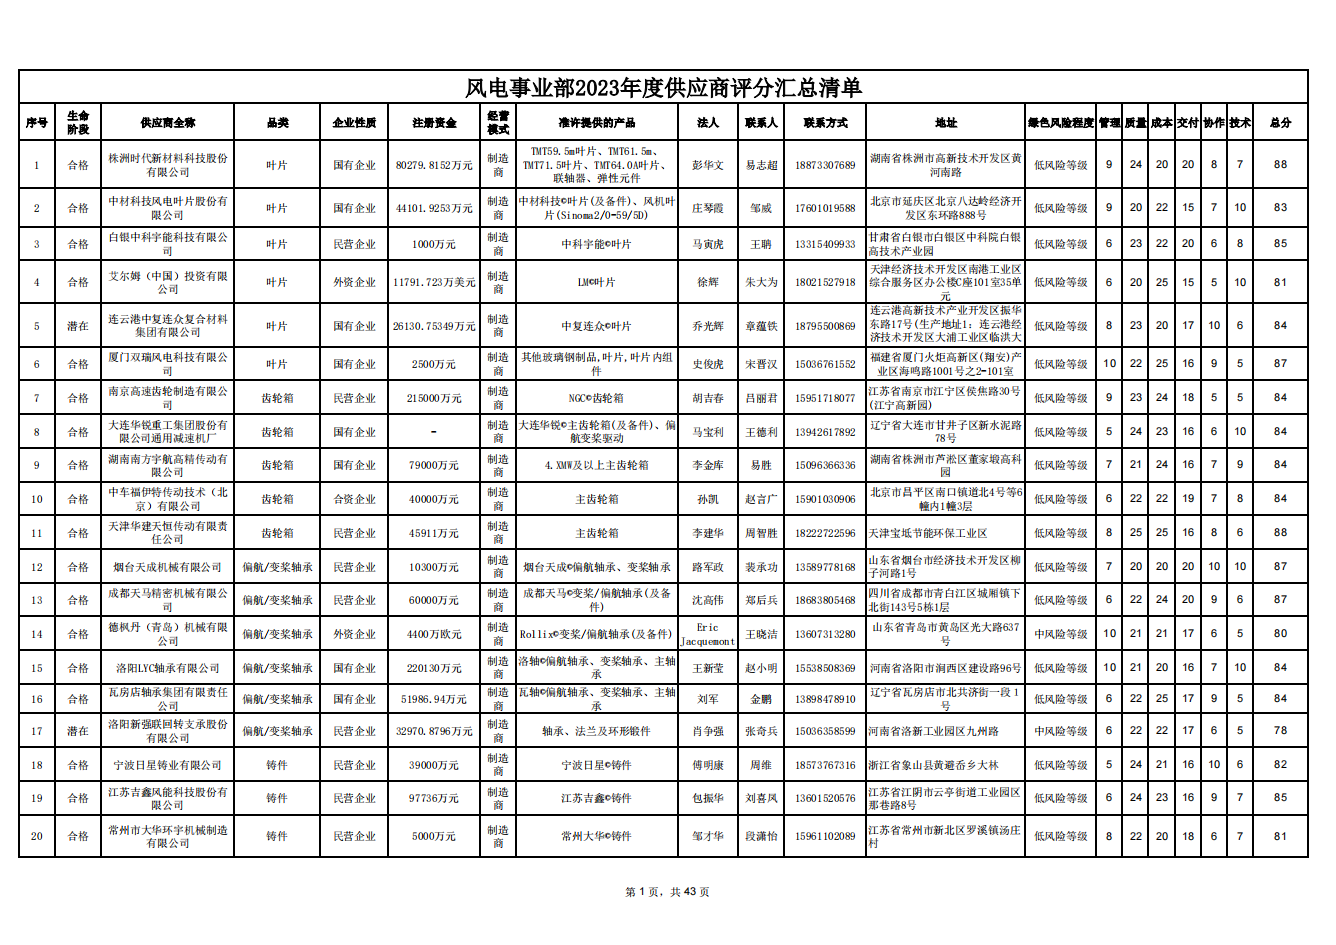 风电事业部2023年度供应商评分汇总清单
序号 生命阶段 供应商全称 品类 企业性质 注册资金 经营模式 准许提供的产品 法人 联系人 联系方式 地址 绿色风险程度 管理 质量 成本 交付 协作 技术 总分
1 合格 株洲时代新材料科技股份有限公司 叶片 国有企业 80279.8152万元 制造商 TMT59.5m叶片、TMT61.5m、TMT71.5叶片、TMT64.0A叶片、联轴器、弹性元件 彭华文 易志超 18873307689 湖南省株洲市高新技术开发区黄河南路 低风险等级 9 24 20 20 8 7 88
2 合格 中材科技风电叶片股份有限公司 叶片 国有企业 44101.9253万元 制造商 中材科技©叶片(及备件)、风机叶片(Sinoma2/0-59/5D) 庄琴霞 邹威 17601019588 北京市延庆区北京八达岭经济开发区东环路888号 低风险等级 9 20 22 15 7 10 83
3 合格 白银中科宇能科技有限公司 叶片 民营企业 1000万元 制造商 中科宇能©叶片 马寅虎 王聃 13315409933 甘肃省白银市白银区中科院白银高技术产业园 低风险等级 6 23 22 20 6 8 85
4 合格 艾尔姆（中国）投资有限公司 叶片 外资企业 11791.723万美元 制造商 LM©叶片 徐辉 朱大为 18021527918 天津经济技术开发区南港工业区综合服务区办公楼C座101室35单元 低风险等级 6 20 25 15 5 10 81
5 潜在 连云港中复连众复合材料集团有限公司 叶片 国有企业 26130.75349万元 制造商 中复连众©叶片 乔光辉 章蕴铁 18795500869 连云港高新技术产业开发区振华东路17号(生产地址1：连云港经济技术开发区大浦工业区临洪大 低风险等级 8 23 20 17 10 6 84
6 合格 厦门双瑞风电科技有限公司 叶片 国有企业 2500万元 制造商 其他玻璃钢制品,叶片,叶片内组件 史俊虎 宋晋汉 15036761552 福建省厦门火炬高新区(翔安)产业区海鸣路1001号之2-101室 低风险等级 10 22 25 16 9 5 87
7 合格 南京高速齿轮制造有限公司 齿轮箱 民营企业 215000万元 制造商 NGC©齿轮箱 胡吉春 吕丽君 15951718077 江苏省南京市江宁区侯焦路30号(江宁高新园) 低风险等级 9 23 24 18 5 5 84
8 合格 大连华锐重工集团股份有限公司通用减速机厂 齿轮箱 国有企业 - 制造商 大连华锐©主齿轮箱(及备件)、偏航变桨驱动 马宝利 王德利 13942617892 辽宁省大连市甘井子区新水泥路78号 低风险等级 5 24 23 16 6 10 84
9 合格 湖南南方宇航高精传动有限公司 齿轮箱 国有企业 79000万元 制造商 4.XMW及以上主齿轮箱 李金库 易胜 15096366336 湖南省株洲市芦淞区董家塅高科园 低风险等级 7 21 24 16 7 9 84
10 合格 中车福伊特传动技术（北京）有限公司 齿轮箱 合资企业 40000万元 制造商 主齿轮箱 孙凯 赵言广 15901030906 北京市昌平区南口镇道北4号等6幢内1幢3层 低风险等级 6 22 22 19 7 8 84
11 合格 天津华建天恒传动有限责任公司 齿轮箱 民营企业 45911万元 制造商 主齿轮箱 李建华 周智胜 18222722596 天津宝坻节能环保工业区 低风险等级 8 25 25 16 8 6 88
12 合格 烟台天成机械有限公司 偏航/变桨轴承 民营企业 10300万元 制造商 烟台天成©偏航轴承、变桨轴承 路军政 裴承功 13589778168 山东省烟台市经济技术开发区柳子河路1号 低风险等级 7 20 20 20 10 10 87
13 合格 成都天马精密机械有限公司 偏航/变桨轴承 民营企业 60000万元 制造商 成都天马©变桨/偏航轴承(及备件) 沈高伟 郑后兵 18683805468 四川省成都市青白江区城厢镇下北街143号5栋1层 低风险等级 6 22 24 20 9 6 87
14 合格 德枫丹（青岛）机械有限公司 偏航/变桨轴承 外资企业 4400万欧元 制造商 Rollix©变桨/偏航轴承(及备件) Eric Jacquemont 王晓洁 13607313280 山东省青岛市黄岛区光大路637号 中风险等级 10 21 21 17 6 5 80
15 合格 洛阳LYC轴承有限公司 偏航/变桨轴承 国有企业 220130万元 制造商 洛轴©偏航轴承、变桨轴承、主轴承 王新莹 赵小明 15538508369 河南省洛阳市涧西区建设路96号 低风险等级 10 21 20 16 7 10 84
16 合格 瓦房店轴承集团有限责任公司 偏航/变桨轴承 国有企业 51986.94万元 制造商 瓦轴©偏航轴承、变桨轴承、主轴承 刘军 金鹏 13898478910 辽宁省瓦房店市北共济街一段1号 低风险等级 6 22 25 17 9 5 84
17 潜在 洛阳新强联回转支承股份有限公司 偏航/变桨轴承 民营企业 32970.8796万元 制造商 轴承、法兰及环形锻件 肖争强 张奇兵 15036358599 河南省洛新工业园区九州路 中风险等级 6 22 22 17 6 5 78
18 合格 宁波日星铸业有限公司 铸件 民营企业 39000万元 制造商 宁波日星©铸件 傅明康 周维 18573767316 浙江省象山县黄避岙乡大林 低风险等级 5 24 21 16 10 6 82
19 合格 江苏吉鑫风能科技股份有限公司 铸件 民营企业 97736万元 制造商 江苏吉鑫©铸件 包振华 刘喜凤 13601520576 江苏省江阴市云亭街道工业园区那巷路8号 低风险等级 6 24 23 16 9 7 85
20 合格 常州市大华环宇机械制造有限公司 铸件 民营企业 5000万元 制造商 常州大华©铸件 邹才华 段潇怡 15961102089 江苏省常州市新北区罗溪镇汤庄村 低风险等级 8 22 20 18 6 7 81
第 1 页，共 43 页